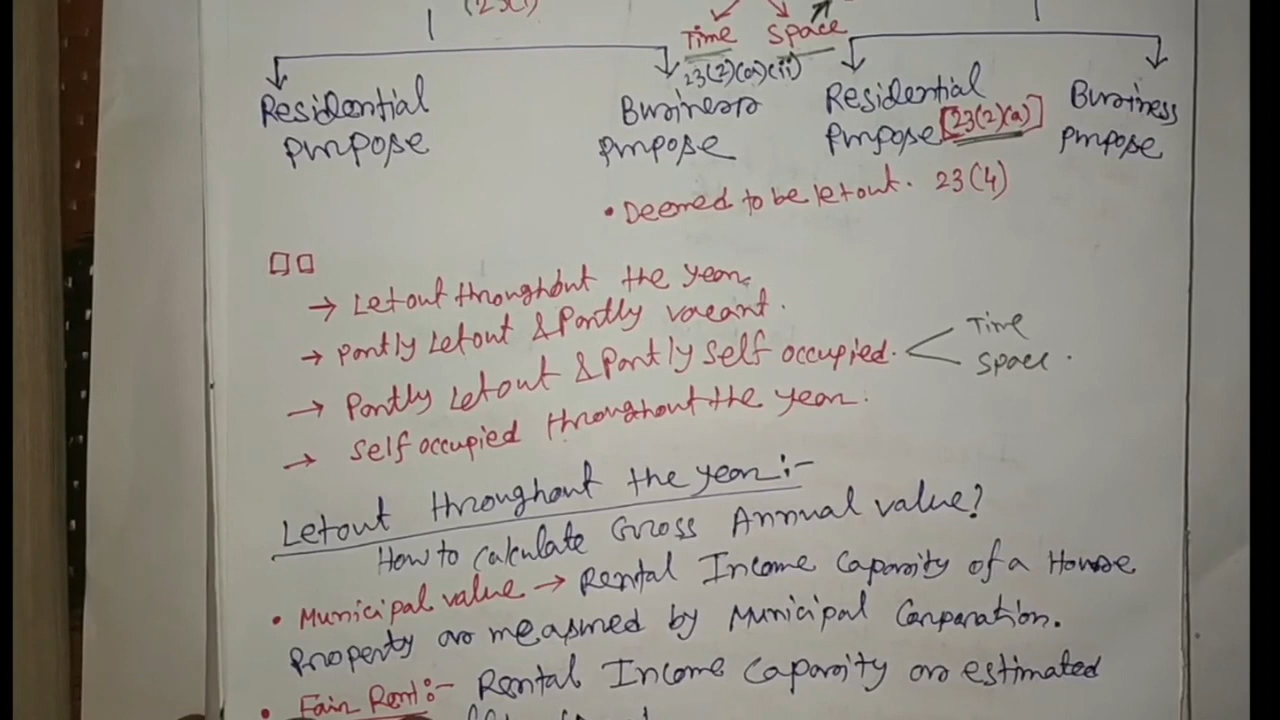 (23(1)
Time Space
23(2)(a)(ii)
Residential
purpose
Business
purpose
Residential
purpose [23(2)(a)]
Business
purpose
• Deemed to be letout. 23(4)
→ Letout throughout the year.
→ Partly Letout & Partly vacant.
→ Partly Letout & Partly Self occupied. Time
Space.
→ Self occupied throughout the year.
Letout throughout the year:-
How to calculate Gross Annual value?
• Municipal value → Rental Income Capacity of a House
Property as measured by Municipal Corporation.
• Fair Rent:- Rental Income Capacity as estimated